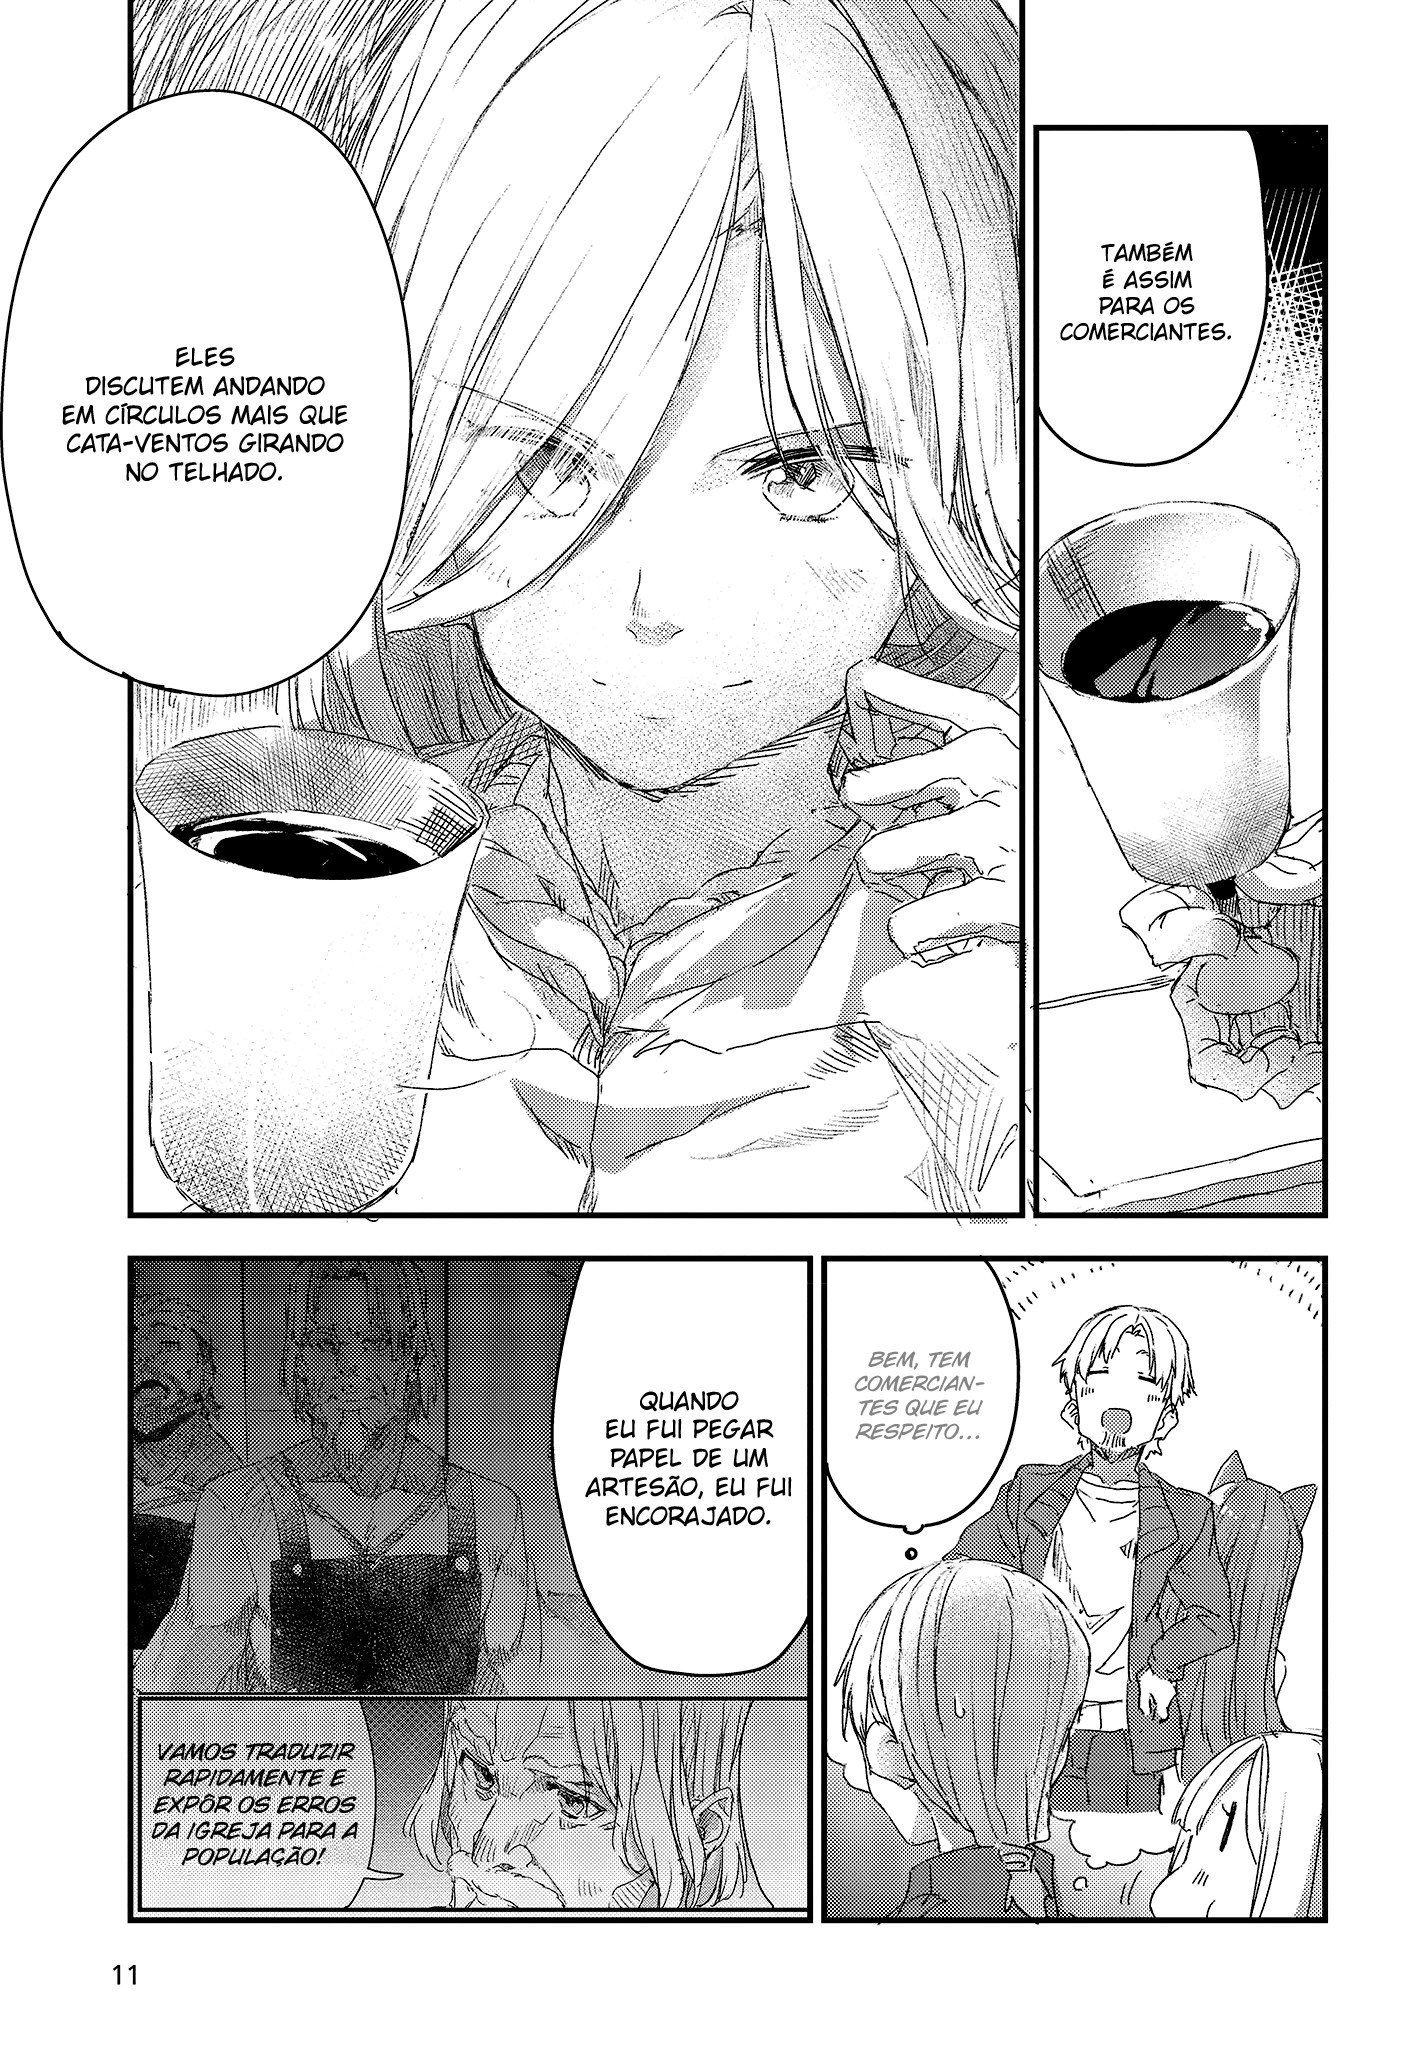 TAMBÉM
É ASSIM
PARA OS
COMERCIANTES.
ELES
DISCUTEM ANDANDO
EM CÍRCULOS MAIS QUE
CATA-VENTOS GIRANDO
NO TELHADO.
BEM, TEM
COMERCIAN-
TES QUE EU
RESPEITO...
QUANDO
EU FUI PEGAR
PAPEL DE UM
ARTESÃO, EU FUI
ENCORAJADO.
VAMOS TRADUZIR
RAPIDAMENTE E
EXPÔR OS ERROS
DA IGREJA PARA A
POPULAÇÃO!
11